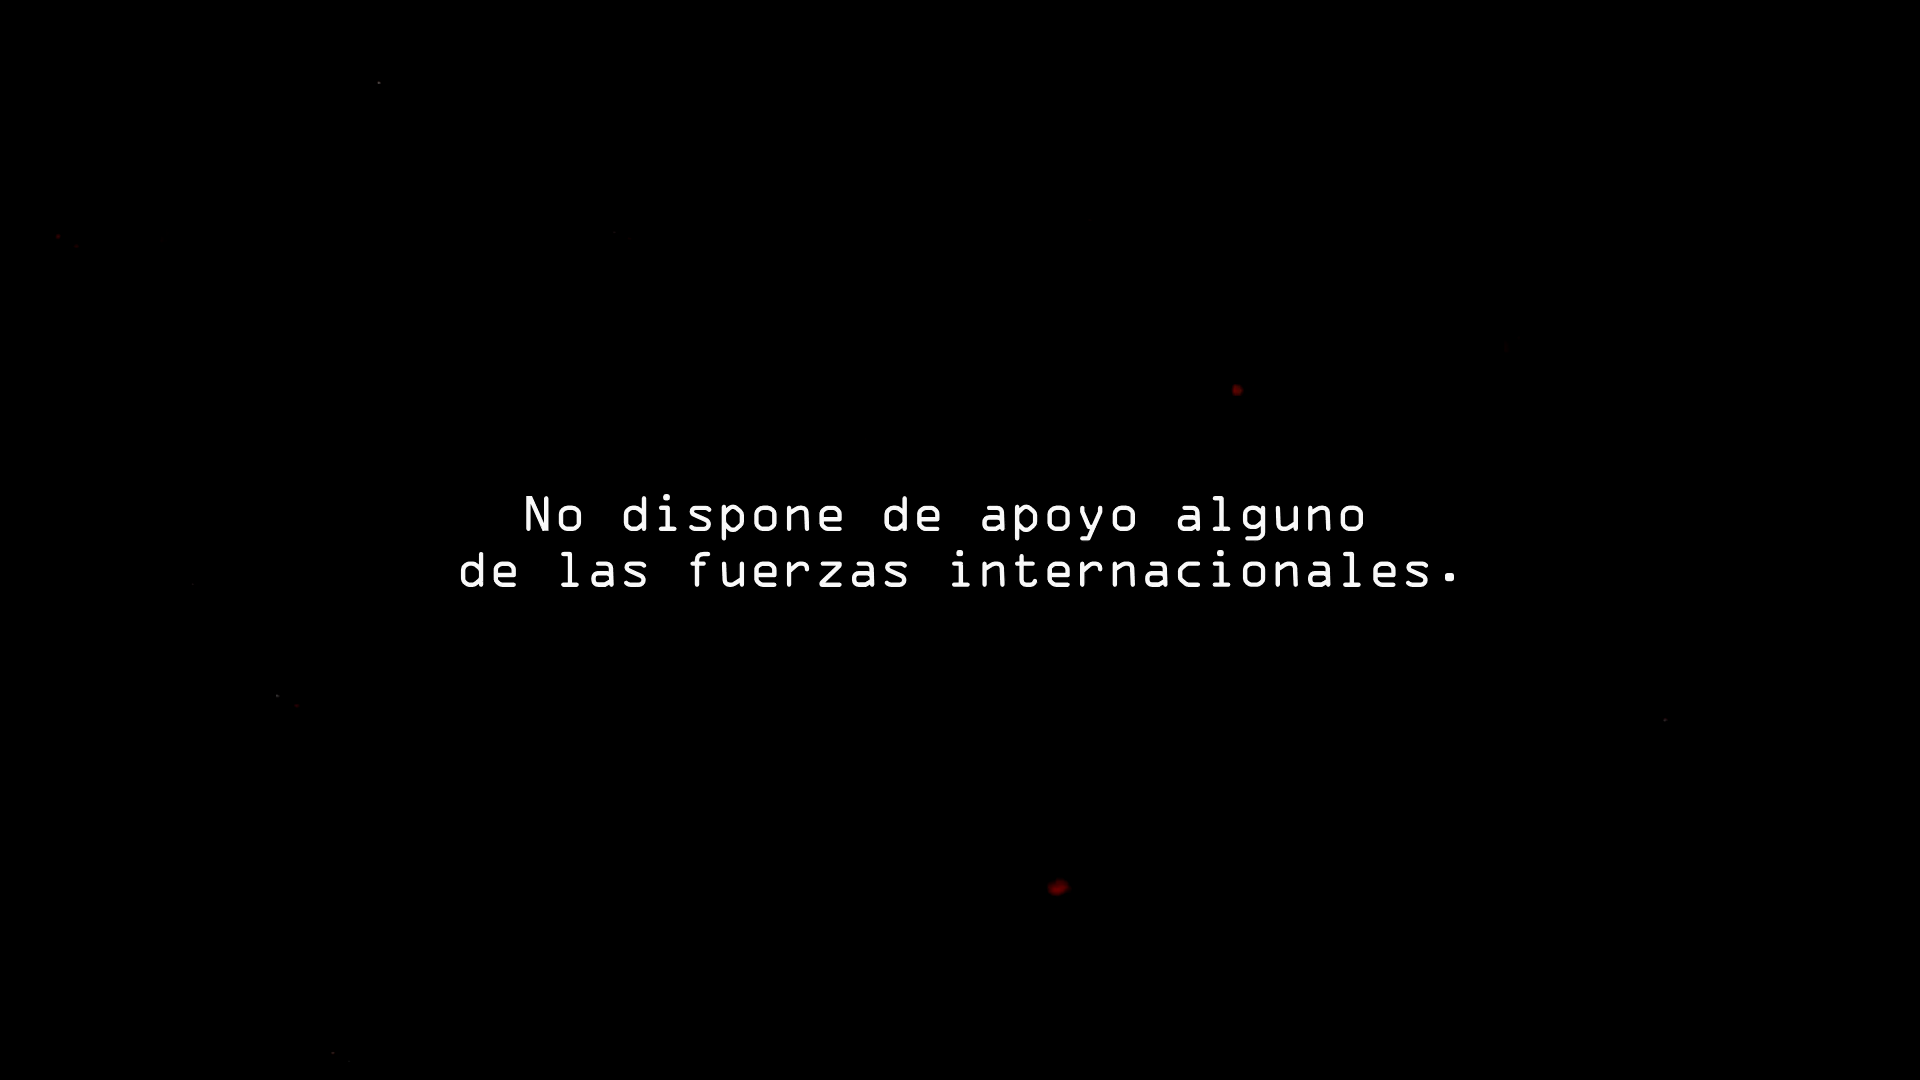 No dispone de apoyo alguno
de las fuerzas internacionales.